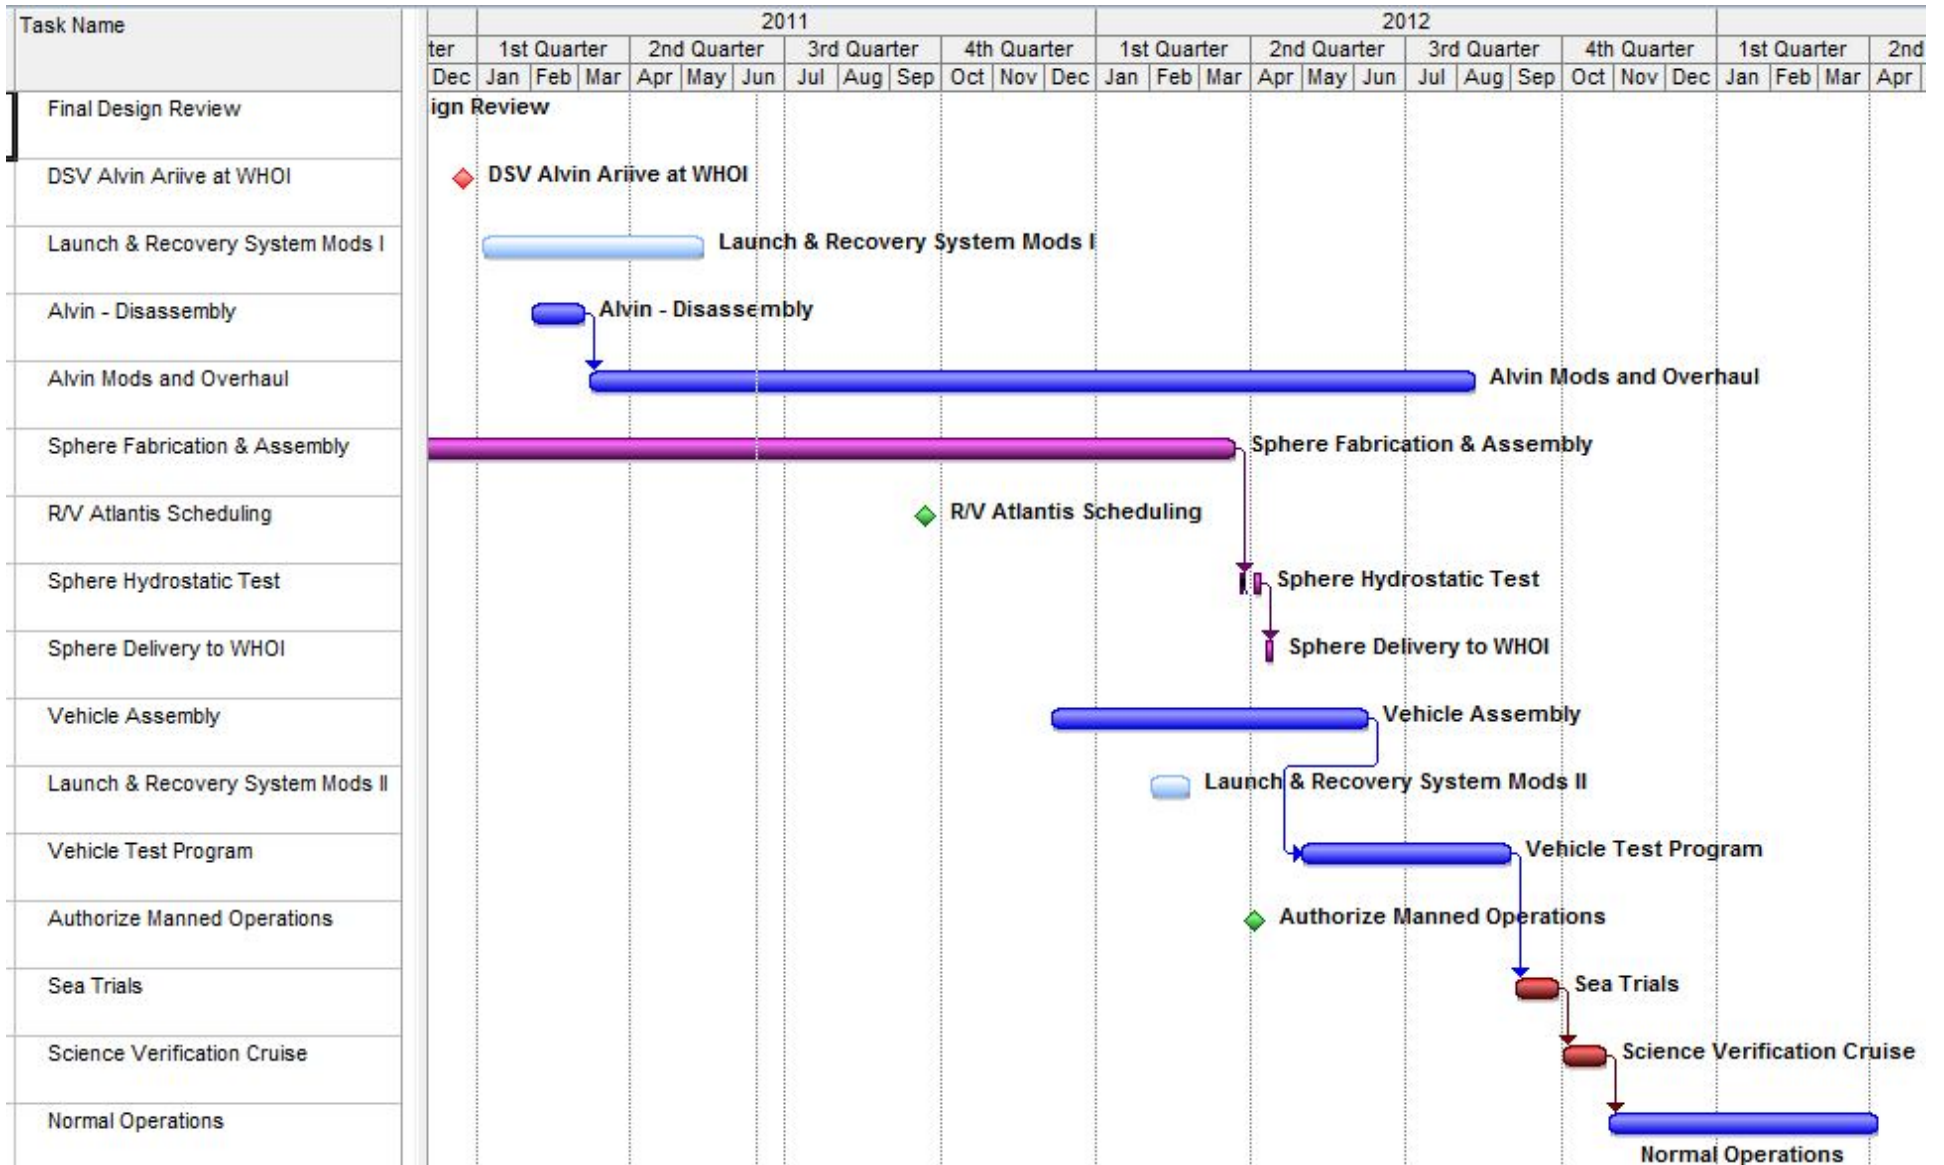 Task Name
2011 2012
ter 1st Quarter 2nd Quarter 3rd Quarter 4th Quarter 1st Quarter 2nd Quarter 3rd Quarter 4th Quarter 1st Quarter 2nd
Dec Jan Feb Mar Apr May Jun Jul Aug Sep Oct Nov Dec Jan Feb Mar Apr May Jun Jul Aug Sep Oct Nov Dec Jan Feb Mar Apr
Final Design Review ign Review
DSV Alvin Ariive at WHOI DSV Alvin Ariive at WHOI
Launch & Recovery System Mods I Launch & Recovery System Mods I
Alvin - Disassembly Alvin - Disassembly
Alvin Mods and Overhaul Alvin Mods and Overhaul
Sphere Fabrication & Assembly Sphere Fabrication & Assembly
R/V Atlantis Scheduling R/V Atlantis Scheduling
Sphere Hydrostatic Test Sphere Hydrostatic Test
Sphere Delivery to WHOI Sphere Delivery to WHOI
Vehicle Assembly Vehicle Assembly
Launch & Recovery System Mods II Launch & Recovery System Mods II
Vehicle Test Program Vehicle Test Program
Authorize Manned Operations Authorize Manned Operations
Sea Trials Sea Trials
Science Verification Cruise Science Verification Cruise
Normal Operations
Normal Operations